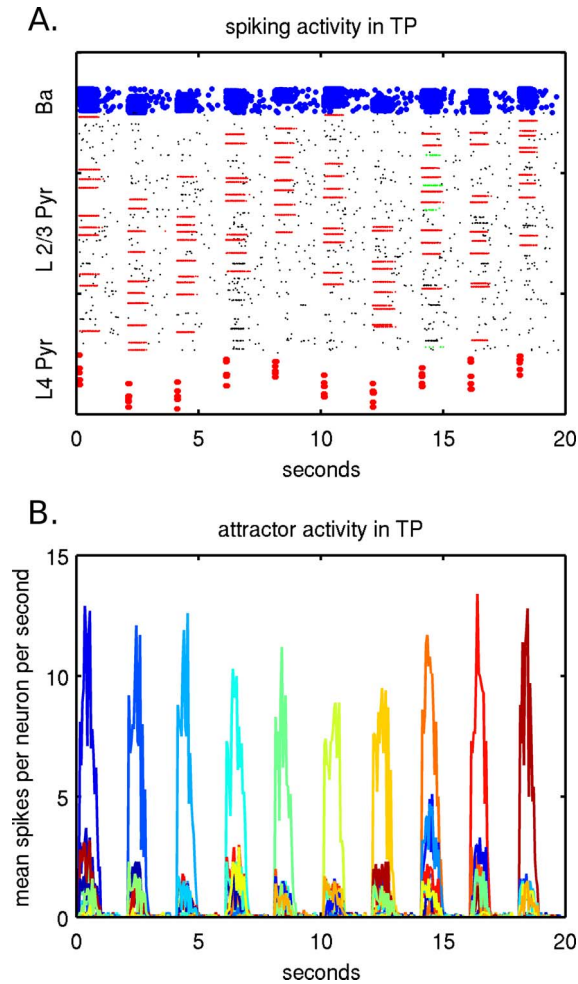 A.
spiking activity in TP
Ba
L 2/3 Pyr
L4 Pyr
0 5 10 15 20
seconds
B.
attractor activity in TP
mean spikes per neuron per second
15
10
5
0
0 5 10 15 20
seconds